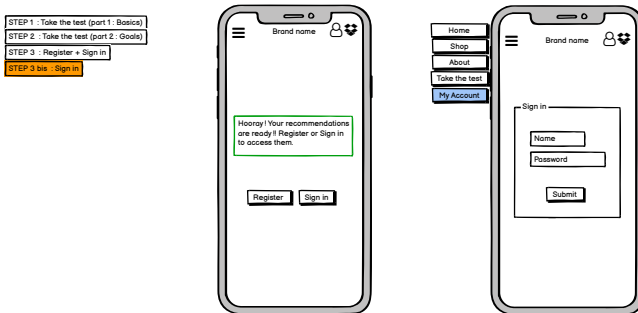 STEP 1 : Take the test (part 1 : Basics)
STEP 2 : Take the test (part 2 : Goals)
STEP 3 : Register + Sign in
STEP 3 bis : Sign in
Brand name
Hooray ! Your recommendations
are ready !! Register or Sign in
to access them.
Register
Sign in
Home
Shop
About
Take the test
My Account
Brand name
Sign in
Name
Password
Submit